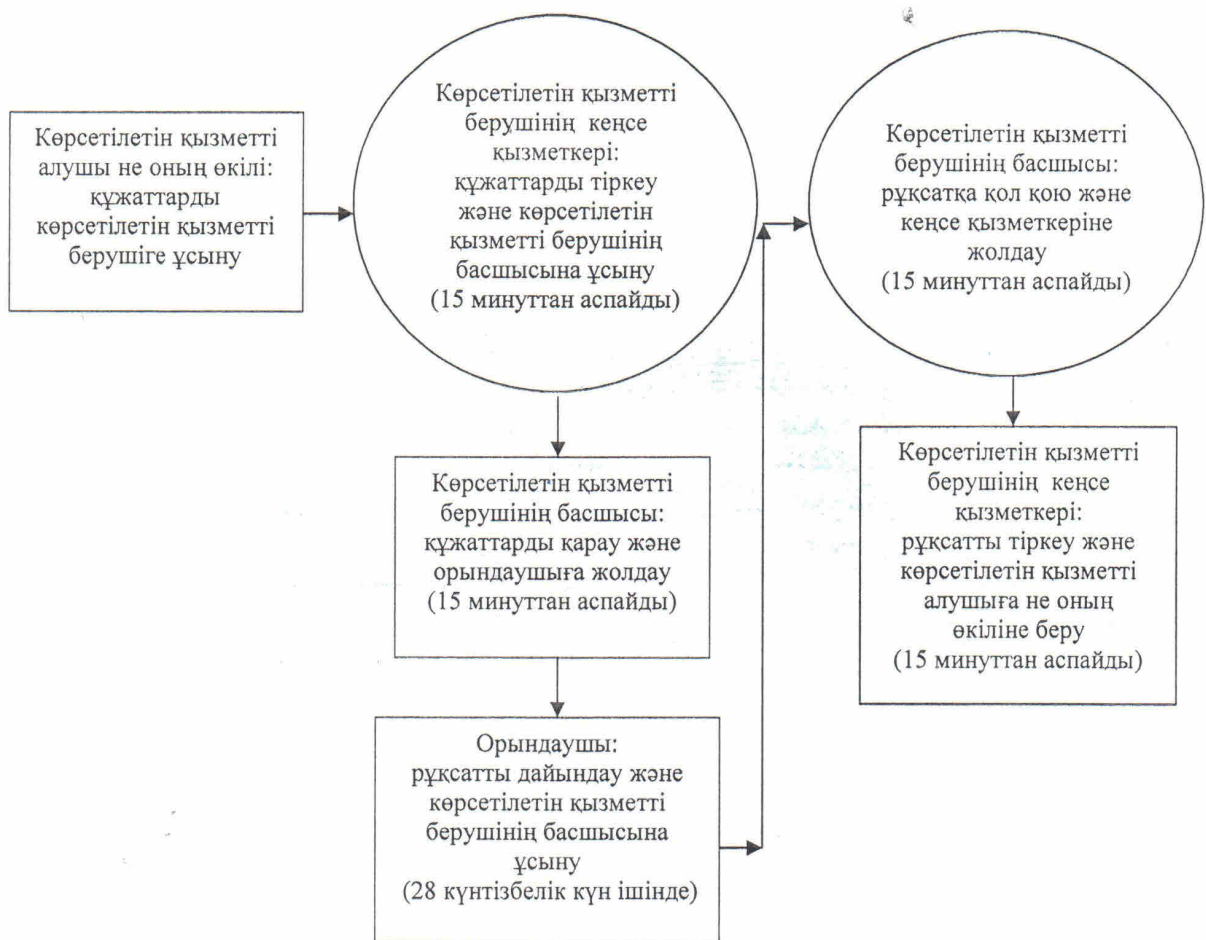 Көрсетілетін қызметті
алушы не оның өкілі:
құжаттарды
көрсетілетін қызметті
берушіге ұсыну
Көрсетілетін қызметті
берушінің кеңсе
қызметкері:
құжаттарды тіркеу
және көрсетілетін
қызметті берушінің
басшысына ұсыну
(15 минуттан аспайды)
Көрсетілетін қызметті
берушінің басшысы:
құжаттарды қарау және
орындаушыға жолдау
(15 минуттан аспайды)
Орындаушы:
рұқсатты дайындау және
көрсетілетін қызметті
берушінің басшысына
ұсыну
(28 күнтізбелік күн ішінде)
Көрсетілетін қызметті
берушінің басшысы:
рұқсатқа қол қою және
кеңсе қызметкеріне
жолдау
(15 минуттан аспайды)
Көрсетілетін қызметті
берушінің кеңсе
қызметкері:
рұқсатты тіркеу және
көрсетілетін қызметті
алушыға не оның
өкіліне беру
(15 минуттан аспайды)